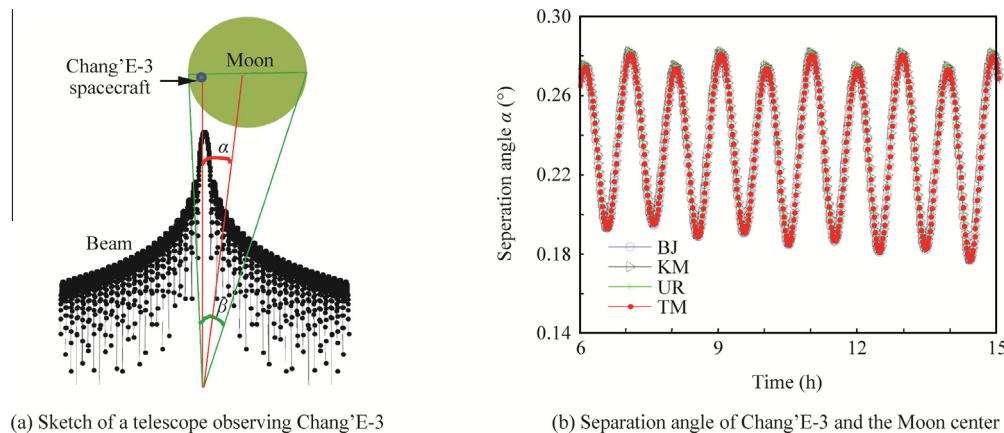 Chang'E-3
spacecraft
Moon
α
Beam
β
(a) Sketch of a telescope observing Chang'E-3
Seperation angle α (°)
0.30
0.26
0.22
0.18
0.14
BJ
KM
UR
TM
6 9 12 15
Time (h)
(b) Separation angle of Chang'E-3 and the Moon center